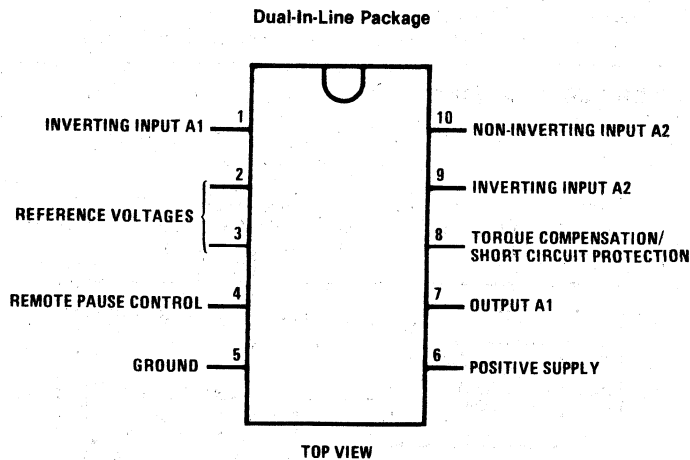 Dual-In-Line Package
INVERTING INPUT A1
1
2
REFERENCE VOLTAGES
3
REMOTE PAUSE CONTROL
4
GROUND
5
10
NON-INVERTING INPUT A2
9
INVERTING INPUT A2
8
TORQUE COMPENSATION/
SHORT CIRCUIT PROTECTION
7
OUTPUT A1
6
POSITIVE SUPPLY
TOP VIEW